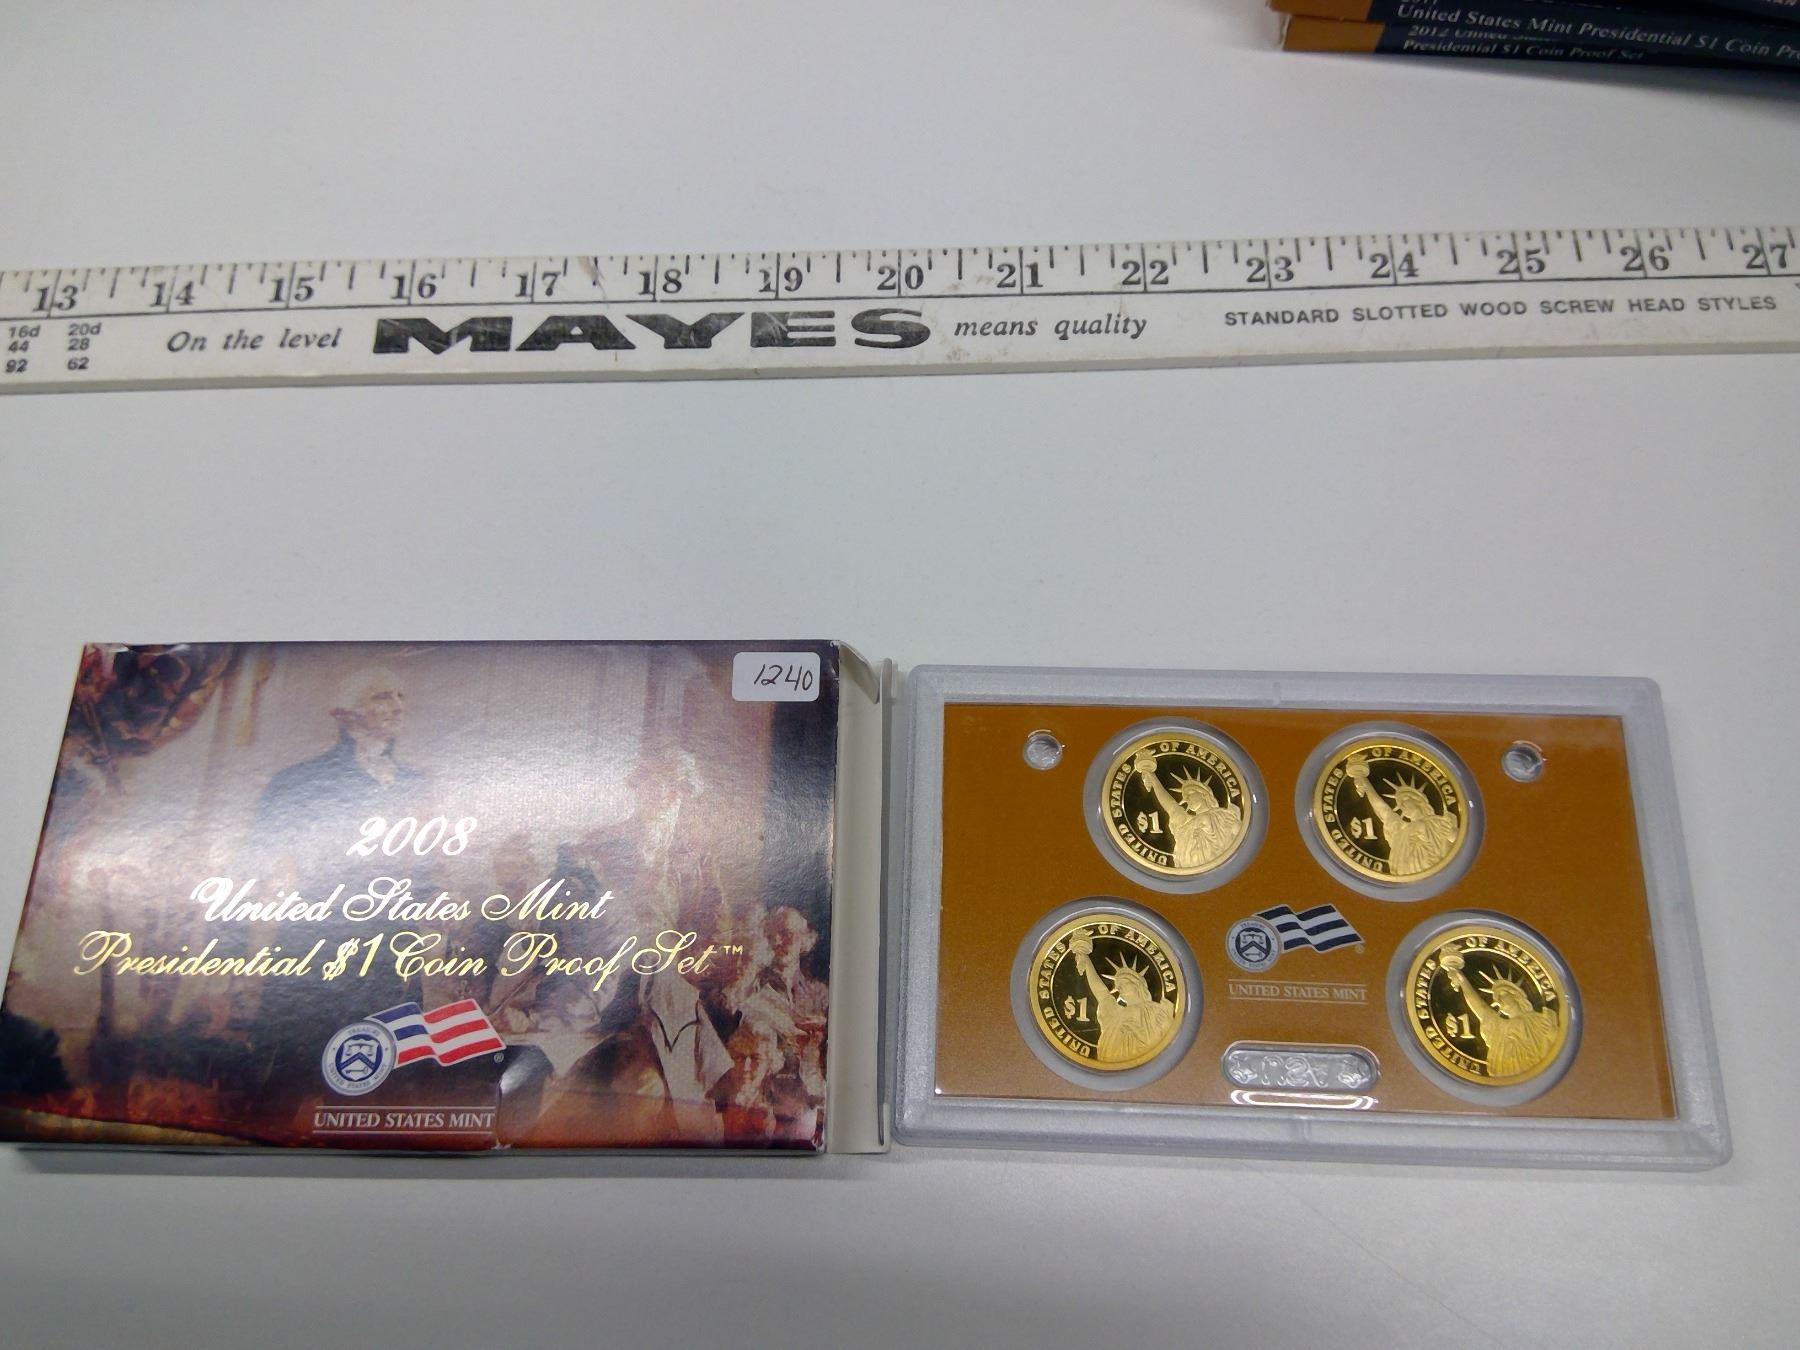 United States Mint Presidential $1 Coin
2012 United
Presidential $1 Coin Proof Set
13 14 15 16 17 18 19 20 21 22 23 24 25 26 27
16d 20d
44 28
92 62
On the level MAYES means quality STANDARD SLOTTED WOOD SCREW HEAD STYLES
1240
2008
United States Mint
Presidential $1 Coin Proof Set™
UNITED STATES MINT
UNITED STATES OF AMERICA
$1
UNITED STATES OF AMERICA
$1
UNITED STATES OF AMERICA
$1
UNITED STATES OF AMERICA
$1
UNITED STATES MINT